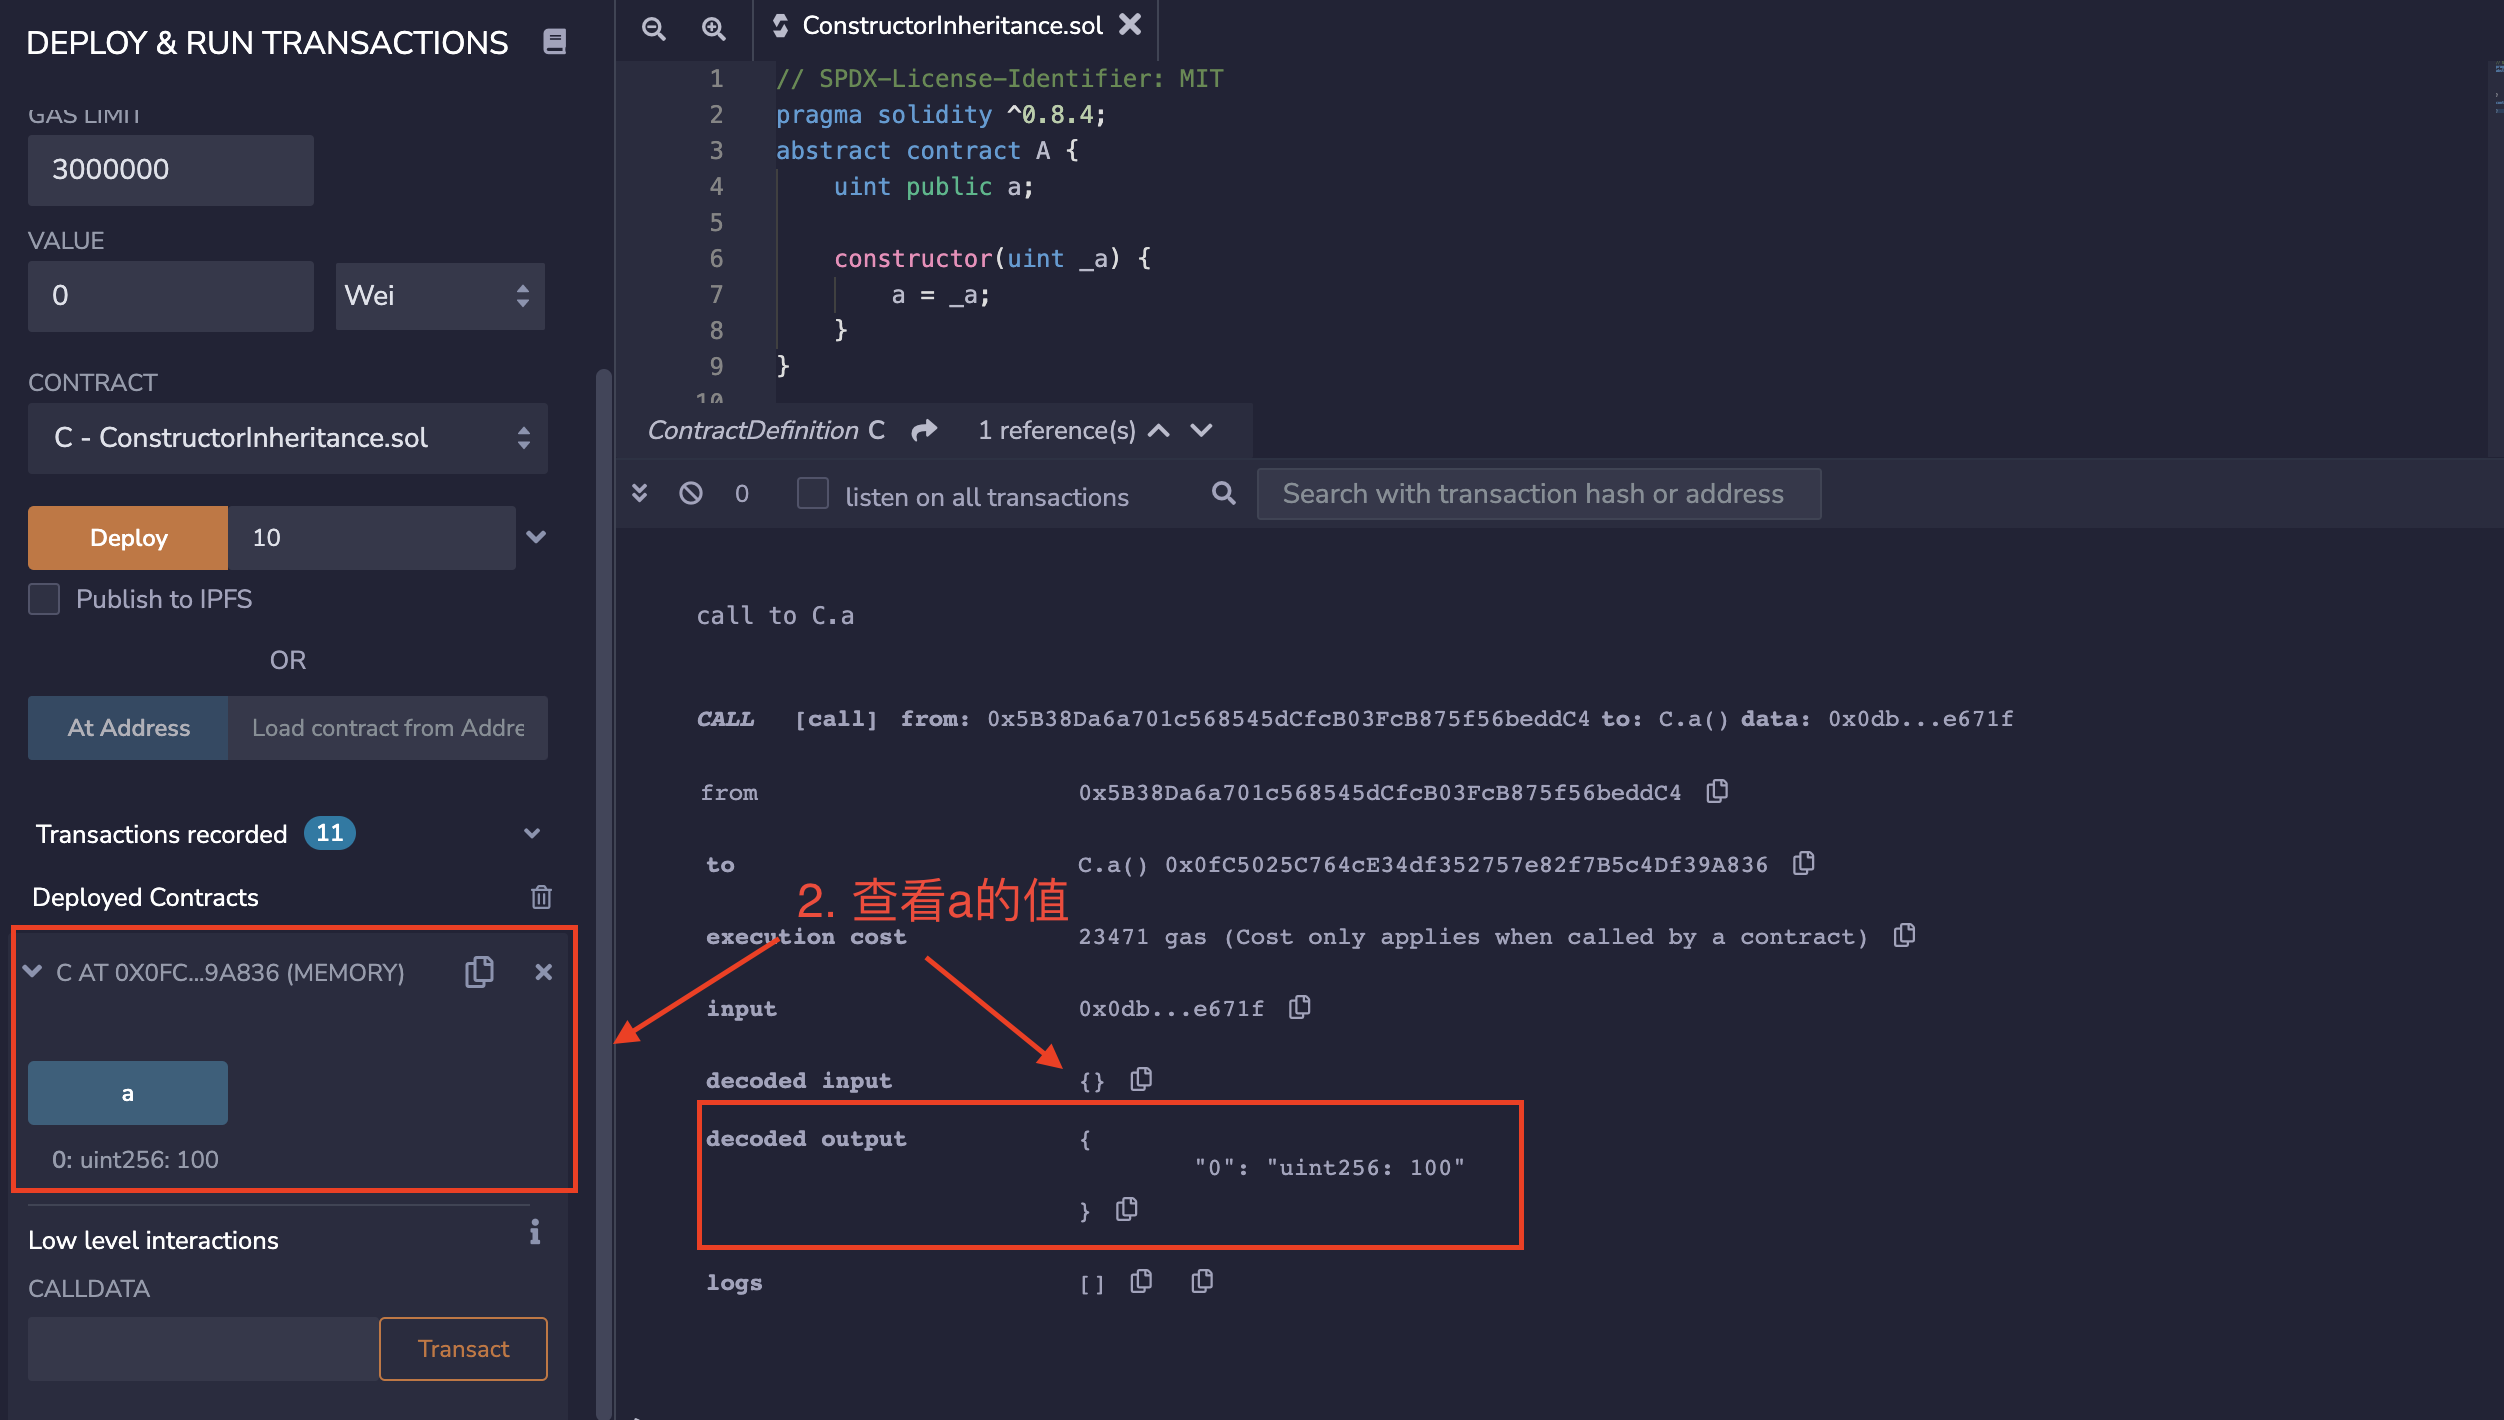 DEPLOY & RUN TRANSACTIONS
GAS LIMIT
3000000
VALUE
0
Wei
CONTRACT
C - ConstructorInheritance.sol
Deploy
10
Publish to IPFS
OR
At Address
Load contract from Addre
Transactions recorded 11
Deployed Contracts
C AT 0X0FC...9A836 (MEMORY)
a
0: uint256: 100
Low level interactions
CALLDATA
Transact
ConstructorInheritance.sol
1 // SPDX-License-Identifier: MIT
2 pragma solidity ^0.8.4;
3 abstract contract A {
4 uint public a;
5
6 constructor(uint _a) {
7 a = _a;
8 }
9 }
10
ContractDefinition C 1 reference(s)
0 listen on all transactions Search with transaction hash or address
call to C.a
CALL [call] from: 0x5B38Da6a701c568545dCfcB03FcB875f56beddC4 to: C.a() data: 0x0db...e671f
from 0x5B38Da6a701c568545dCfcB03FcB875f56beddC4
to C.a() 0x0fC5025C764cE34df352757e82f7B5c4Df39A836
2. 查看a的值
execution cost 23471 gas (Cost only applies when called by a contract)
input 0x0db...e671f
decoded input {}
decoded output {
"0": "uint256: 100"
}
logs []